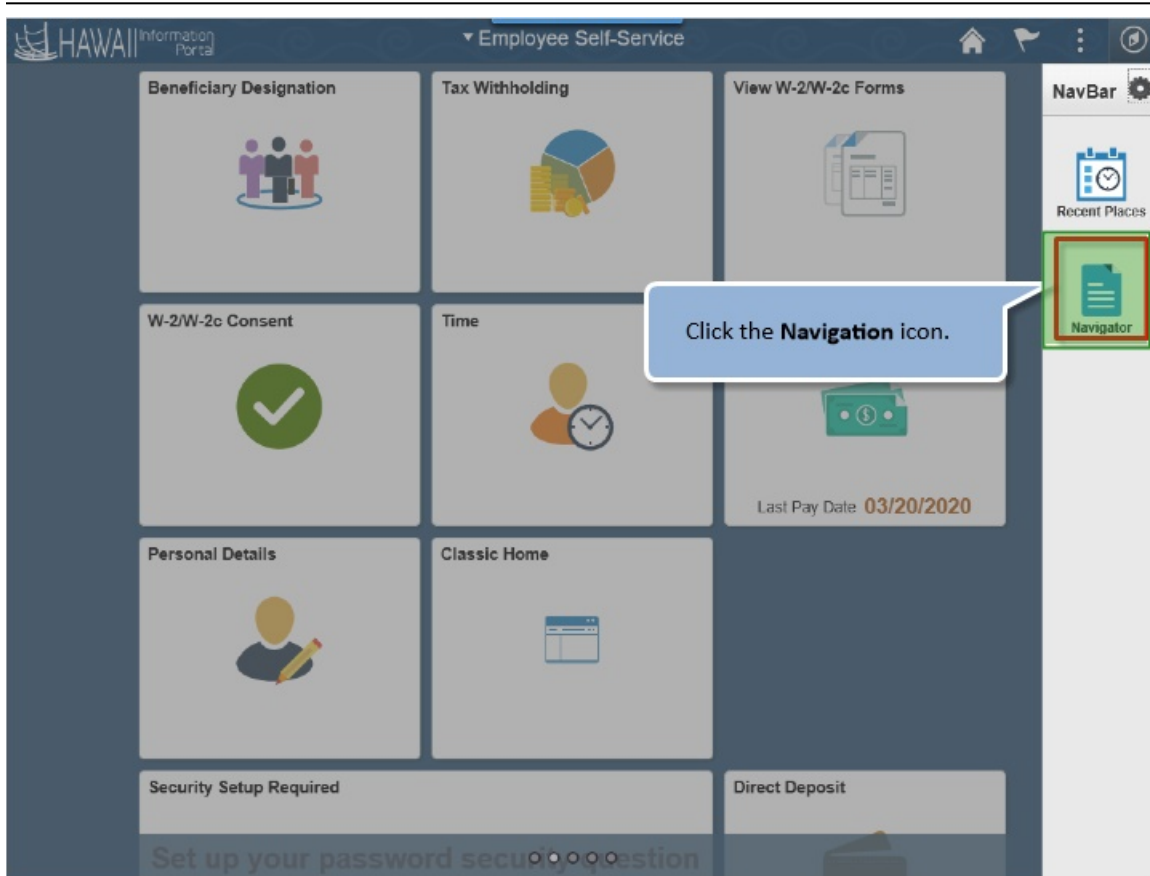 HAWAII Information Portal
Employee Self-Service
Beneficiary Designation
Tax Withholding
View W-2/W-2c Forms
NavBar
Recent Places
W-2/W-2c Consent
Time
Click the Navigation icon.
Navigator
Last Pay Date 03/20/2020
Personal Details
Classic Home
Security Setup Required
Direct Deposit
Set up your password security question